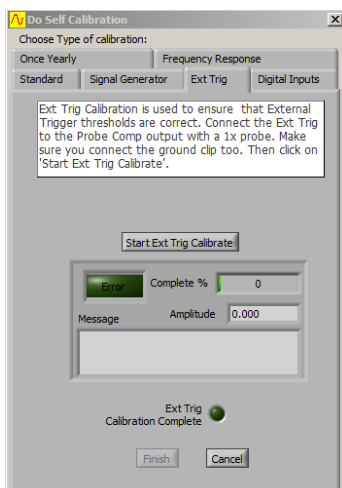 Do Self Calibration
Choose Type of calibration:
Once Yearly
Frequency Response
Standard
Signal Generator
Ext Trig
Digital Inputs
Ext Trig Calibration is used to ensure that External
Trigger thresholds are correct. Connect the Ext Trig
to the Probe Comp output with a 1x probe. Make
sure you connect the ground clip too. Then click on
'Start Ext Trig Calibrate'.
Start Ext Trig Calibrate
Error
Complete %
0
Message
Amplitude
0.000
Ext Trig
Calibration Complete
Finish
Cancel